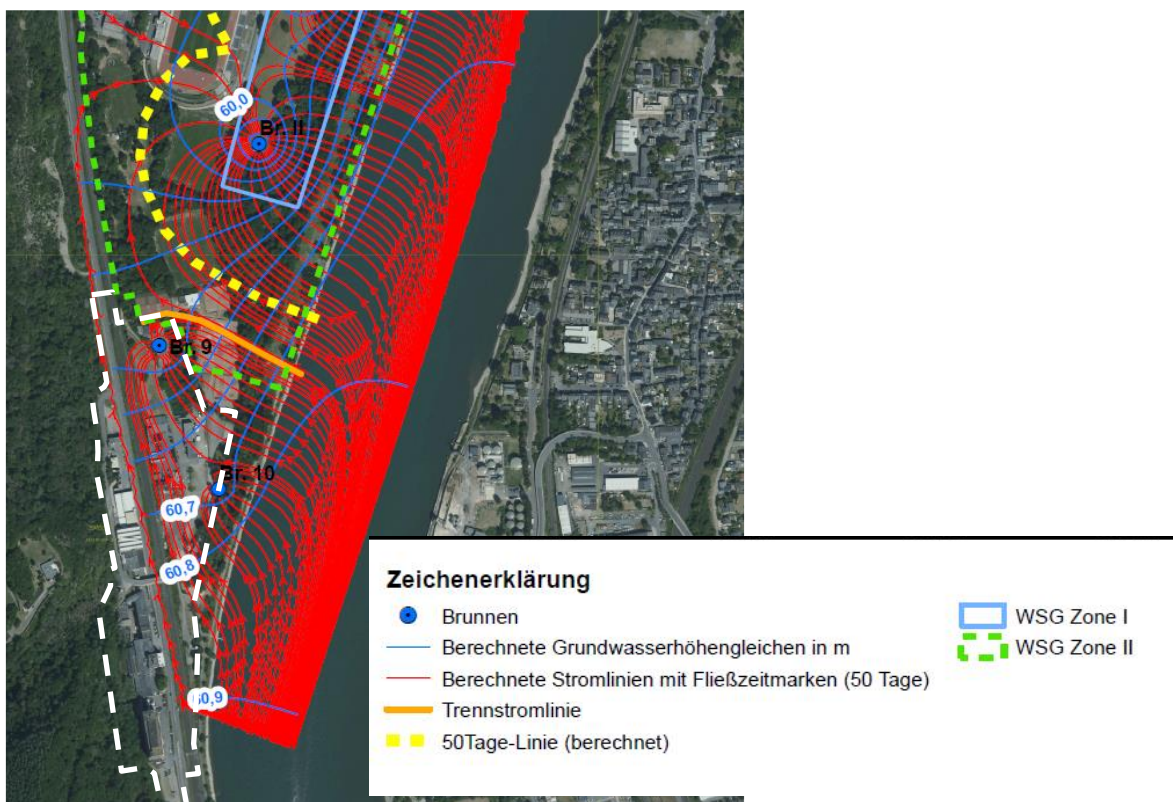 60,0
Br. II
Br. 9
Br. 10
60,7
60,8
60,9
Zeichenerklärung
Brunnen
Berechnete Grundwasserhöhengleichen in m
Berechnete Stromlinien mit Fließzeitmarken (50 Tage)
Trennstromlinie
50Tage-Linie (berechnet)
WSG Zone I
WSG Zone II